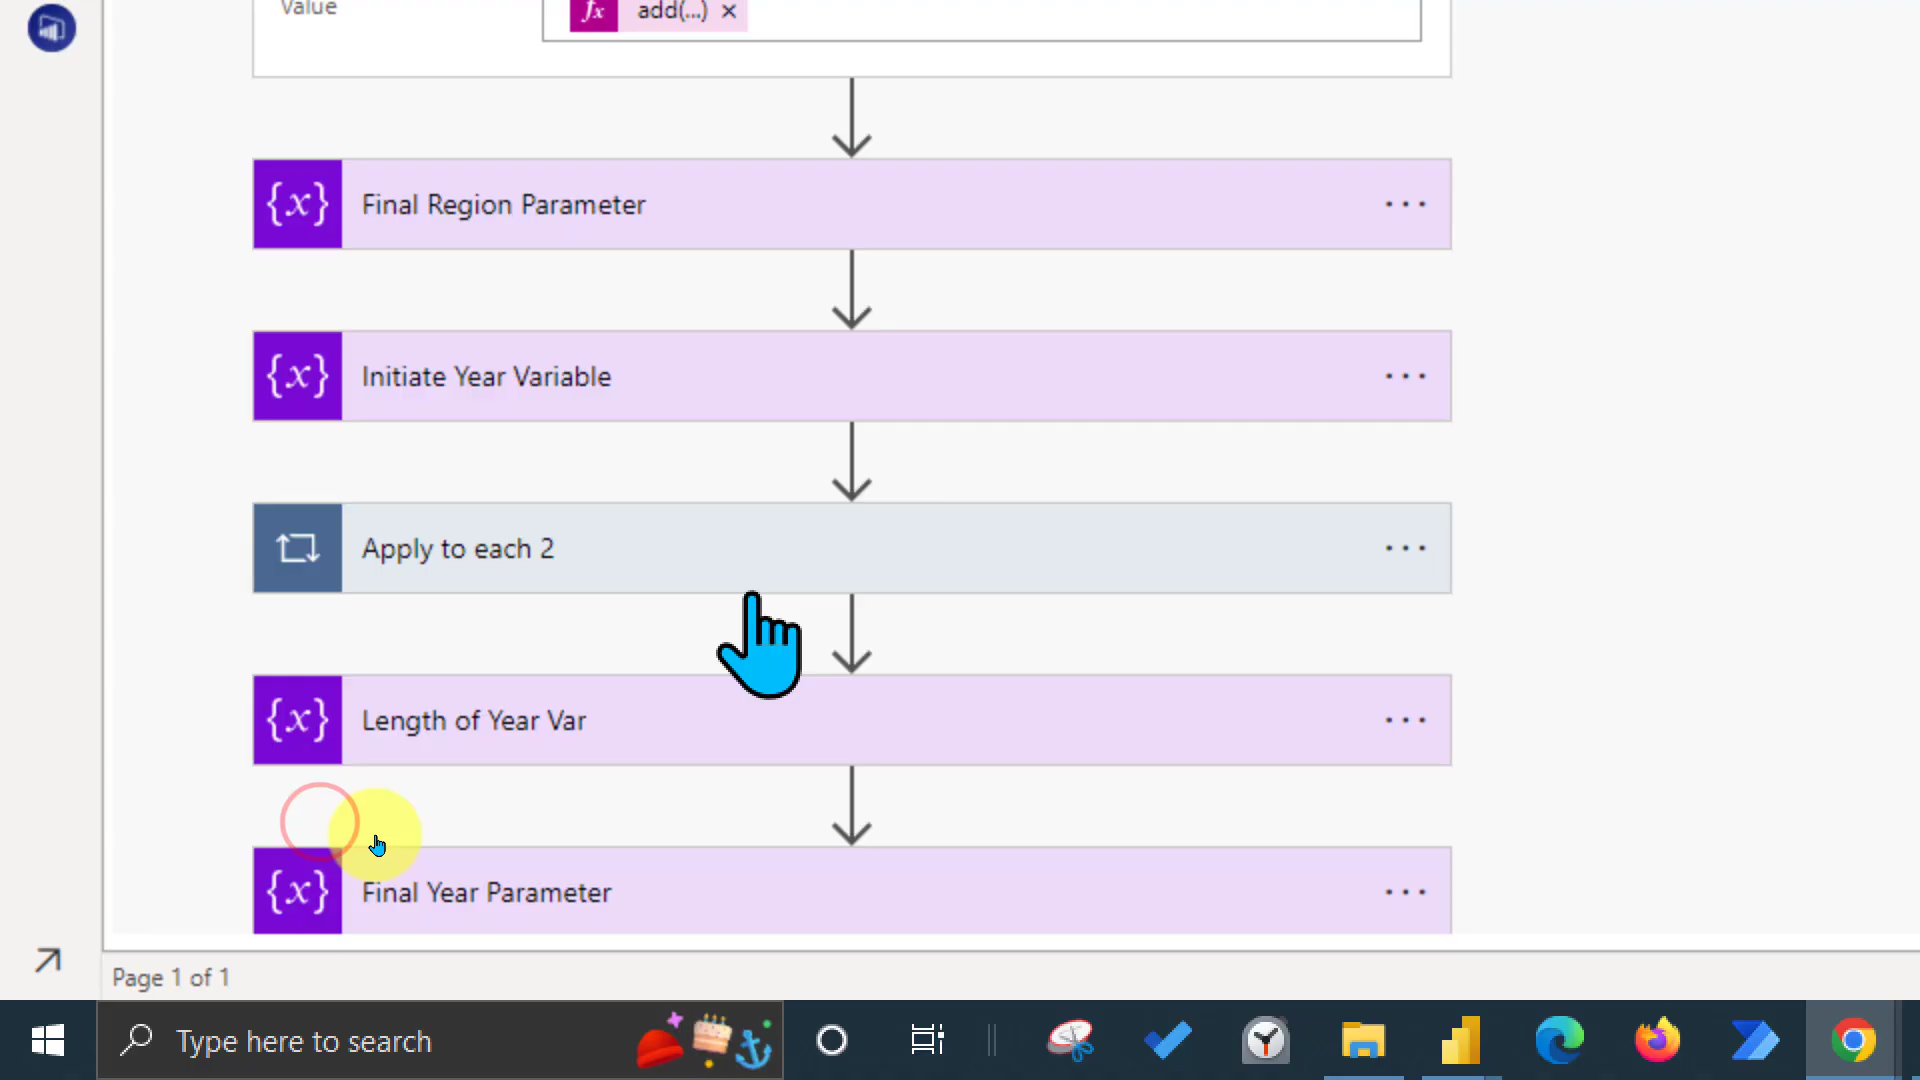 Value
fx add(...) ×
{x} Final Region Parameter ...
{x} Initiate Year Variable ...
Apply to each 2 ...
{x} Length of Year Var ...
{x} Final Year Parameter ...
Page 1 of 1
Type here to search